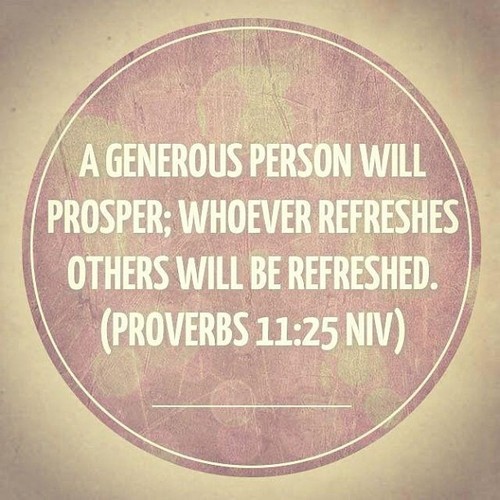 A GENEROUS PERSON WILL
PROSPER; WHOEVER REFRESHES
OTHERS WILL BE REFRESHED.
(PROVERBS 11:25 NIV)